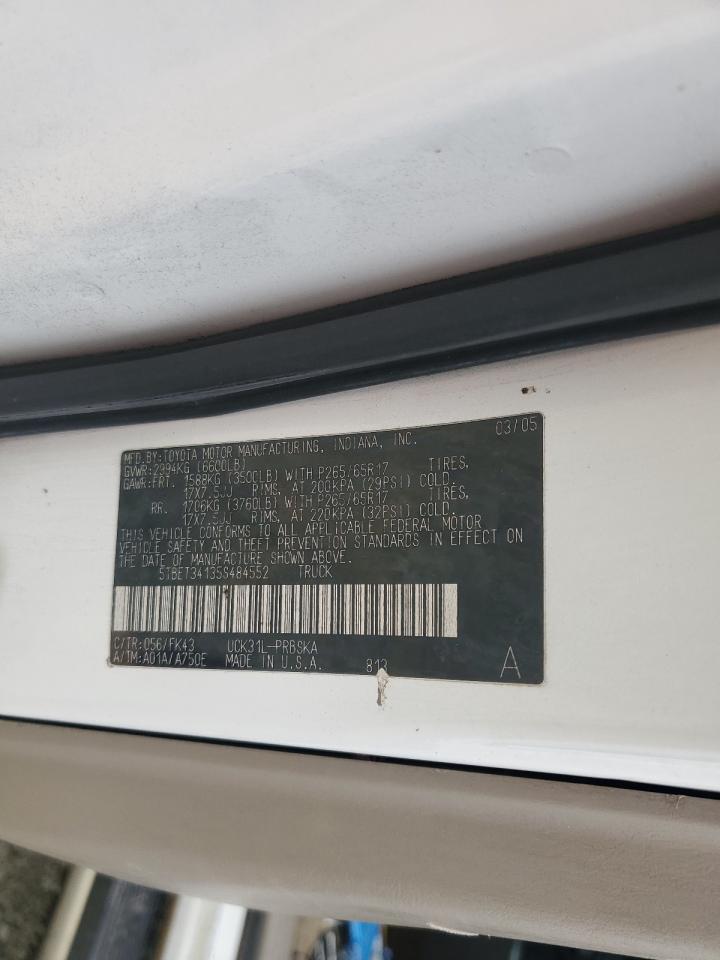 MFD.BY:TOYOTA MOTOR MANUFACTURING, INDIANA, INC. 03/05
GVWR:2994KG (6600LB)
GAWR:FRT. 1588KG (3500LB) WITH P265/65R17 TIRES,
17X7.5JJ RIMS, AT 200KPA (29PSI) COLD.
RR. 1706KG (3760LB) WITH P265/65R17 TIRES,
17X7.5JJ RIMS, AT 220KPA (32PSI) COLD.
THIS VEHICLE CONFORMS TO ALL APPLICABLE FEDERAL MOTOR
VEHICLE SAFETY AND THEFT PREVENTION STANDARDS IN EFFECT ON
THE DATE OF MANUFACTURE SHOWN ABOVE.
5TBET34135S484552 TRUCK
C/TR:056/FK43 UCK31L-PRBSKA
A/TM:A01A/A750E MADE IN U.S.A. 813 A